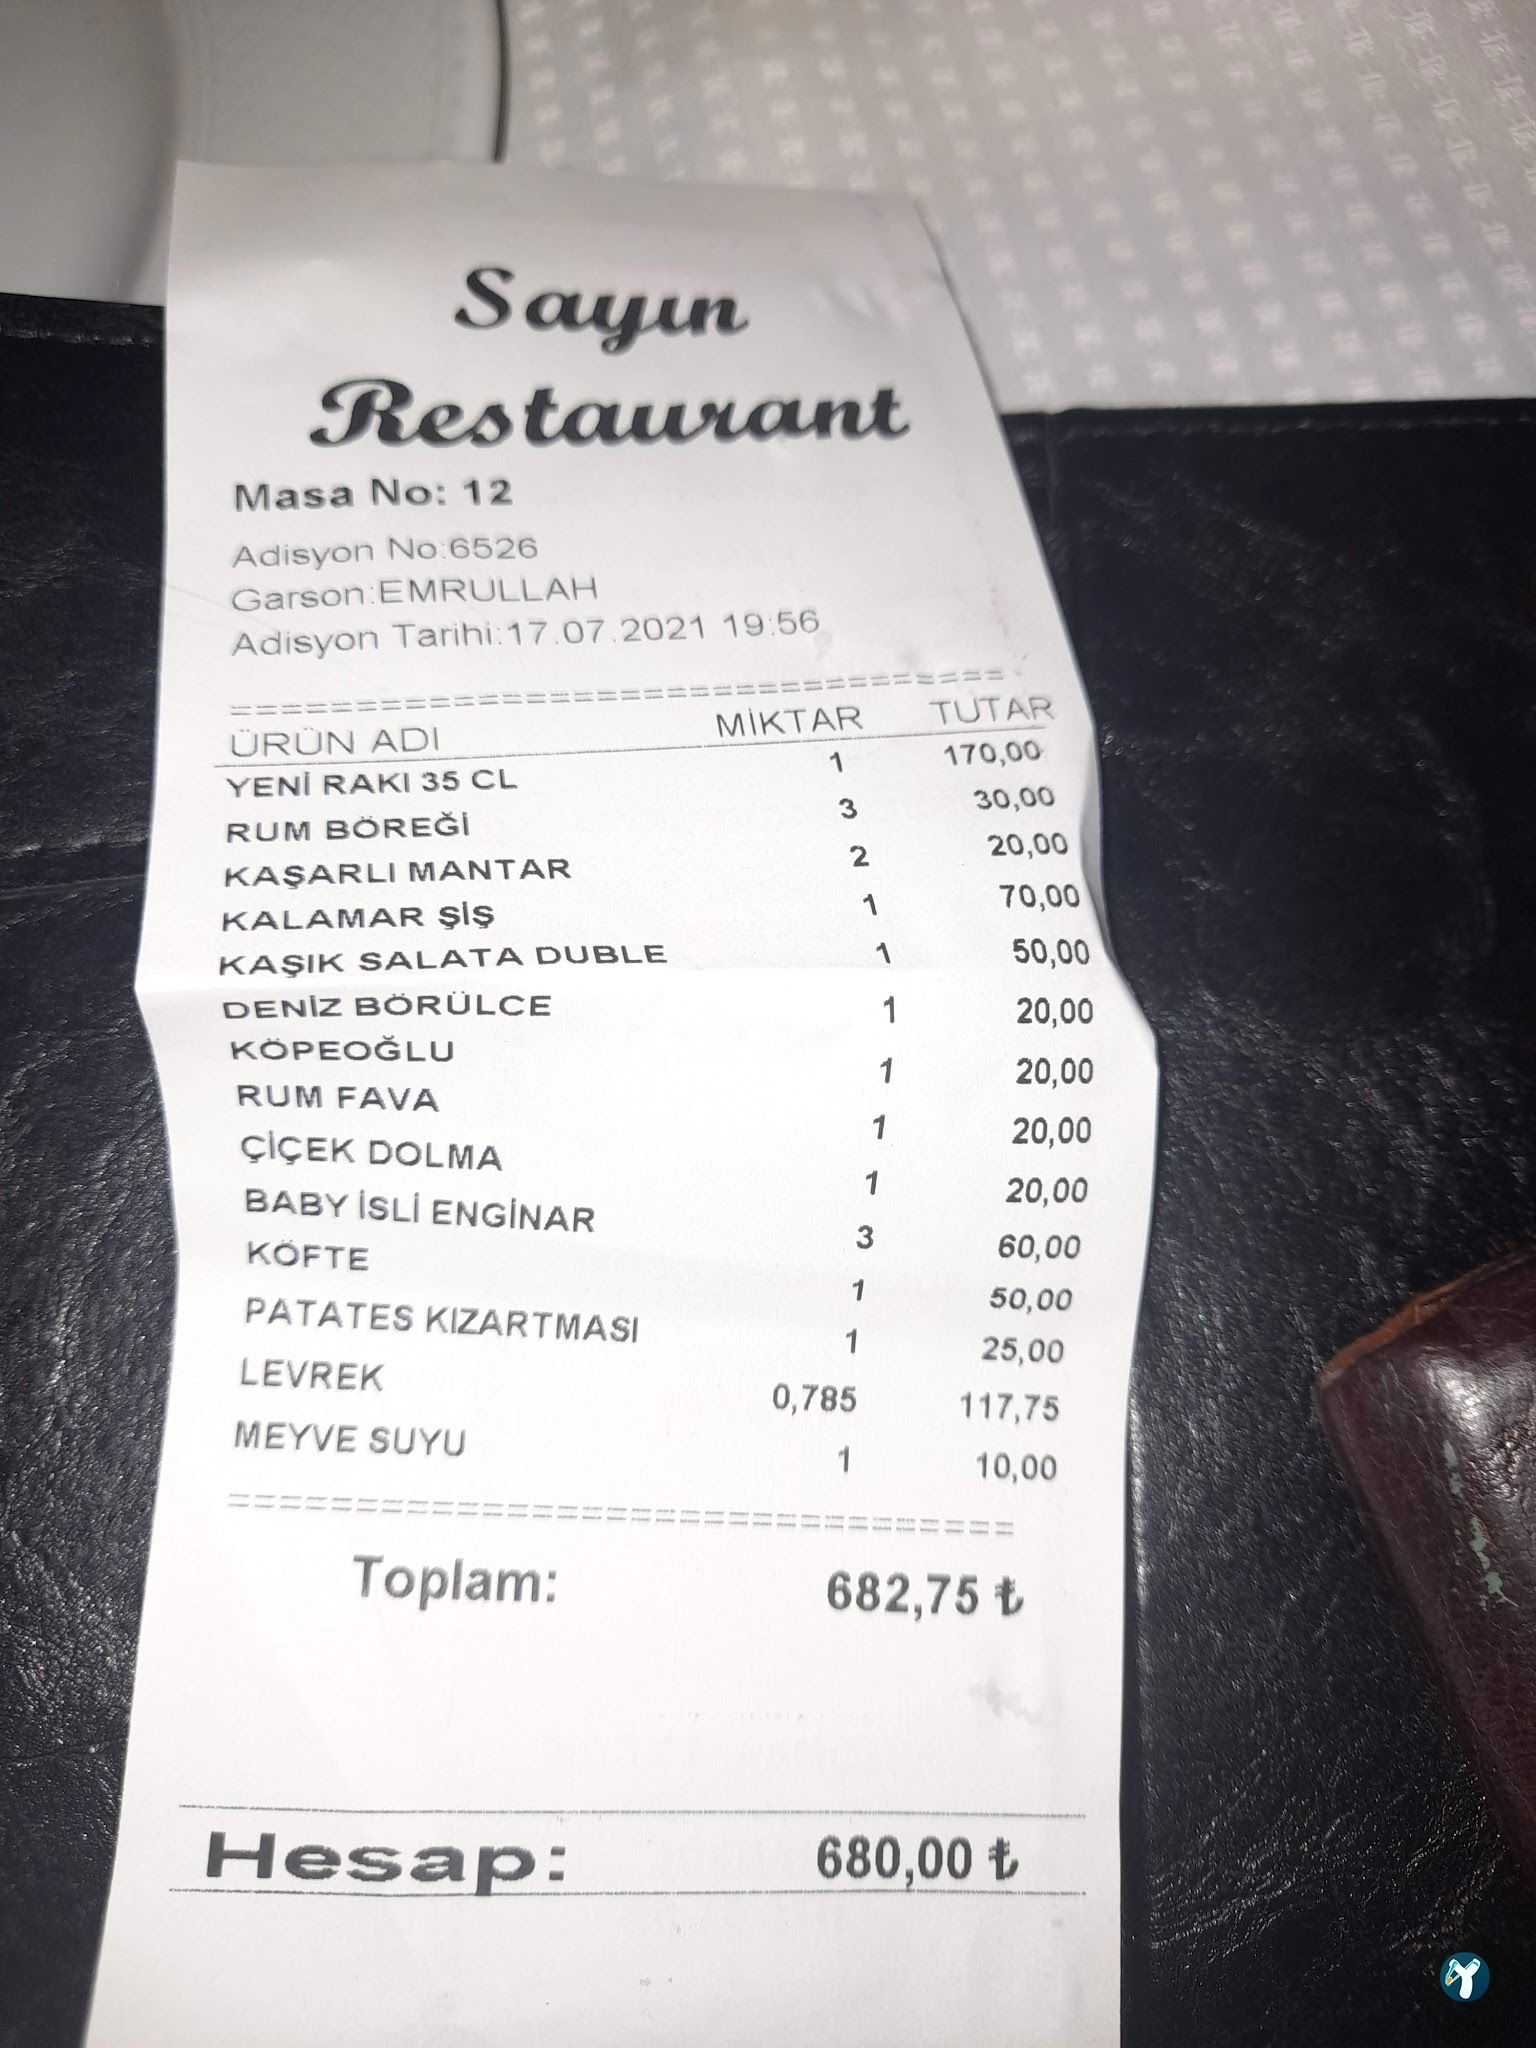 Sayın
Restaurant
Masa No: 12
Adisyon No:6526
Garson:EMRULLAH
Adisyon Tarihi:17.07.2021 19:56
===============================
ÜRÜN ADI MİKTAR TUTAR
YENİ RAKI 35 CL 1 170,00
RUM BÖREĞİ 3 30,00
KAŞARLI MANTAR 2 20,00
KALAMAR ŞİŞ 1 70,00
KAŞIK SALATA DUBLE 1 50,00
DENİZ BÖRÜLCE 1 20,00
KÖPEOĞLU 1 20,00
RUM FAVA 1 20,00
ÇİÇEK DOLMA 1 20,00
BABY İSLİ ENGİNAR 3 60,00
KÖFTE 1 50,00
PATATES KIZARTMASI 1 25,00
LEVREK 0,785 117,75
MEYVE SUYU 1 10,00
===============================
Toplam: 682,75 ₺
Hesap: 680,00 ₺